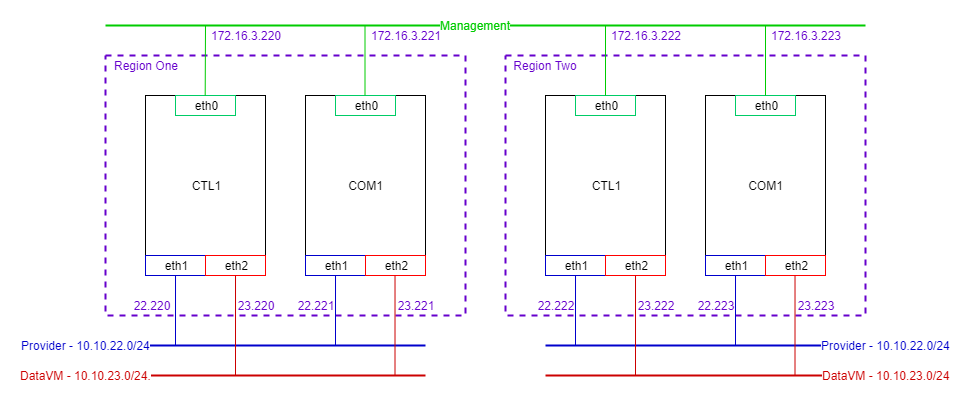 Management
172.16.3.220
172.16.3.221
172.16.3.222
172.16.3.223
Region One
Region Two
eth0
eth0
eth0
eth0
CTL1
COM1
CTL1
COM1
eth1
eth2
eth1
eth2
eth1
eth2
eth1
eth2
22.220
23.220
22.221
23.221
22.222
23.222
22.223
23.223
Provider - 10.10.22.0/24
Provider - 10.10.22.0/24
DataVM - 10.10.23.0/24.
DataVM - 10.10.23.0/24